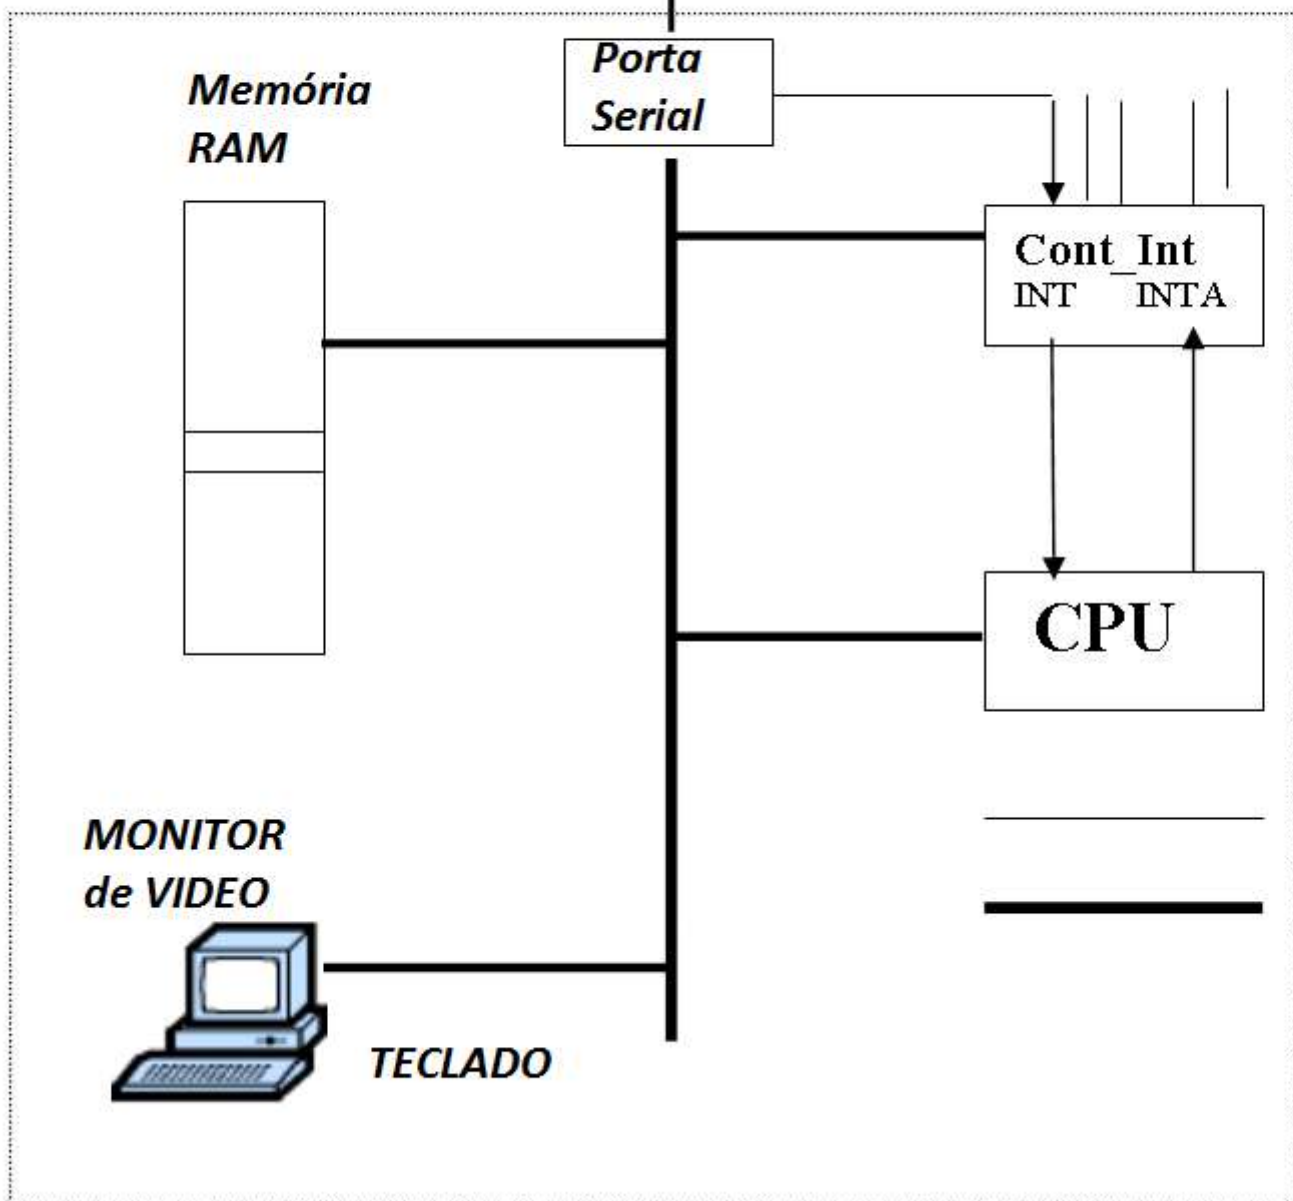 Porta
Serial
Memória
RAM
Cont_Int
INT INTA
CPU
MONITOR
de VIDEO
TECLADO